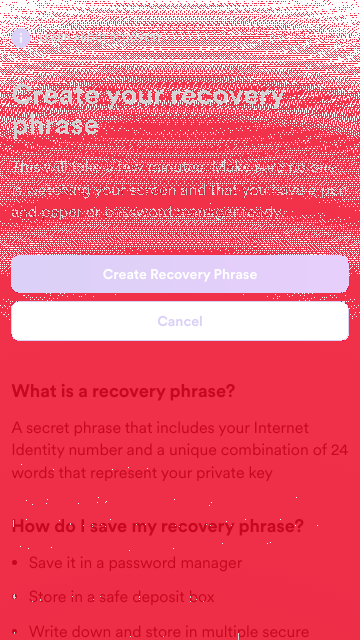 Create your recovery
phrase
This will take a few minutes. Make sure no one
is watching your screen and that you have a pen
and paper or password manager ready.
Create Recovery Phrase
Cancel
What is a recovery phrase?
A secret phrase that includes your Internet
Identity number and a unique combination of 24
words that represent your private key
How do I save my recovery phrase?
• Save it in a password manager
• Store in a safe deposit box
• Write down and store in multiple secure